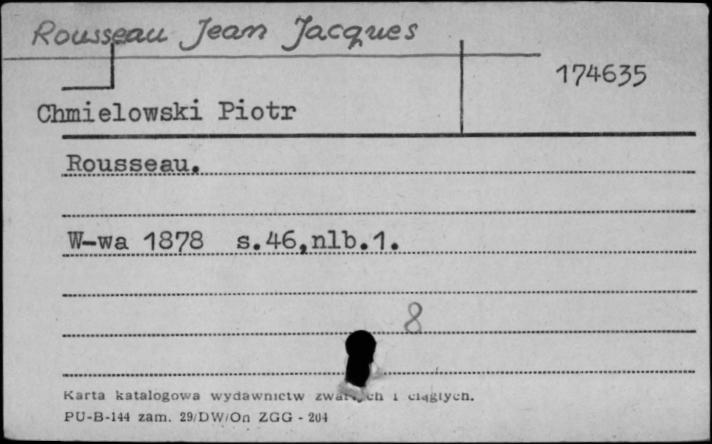 Rousseau Jean Jacques
174635
Chmielowski Piotr
Rousseau.
W-wa 1878 s.46,nlb.1.
8
Karta katalogowa wydawnictw i ciągłych.
PU-B-144 zam. 29/DW/On ZGG - 204